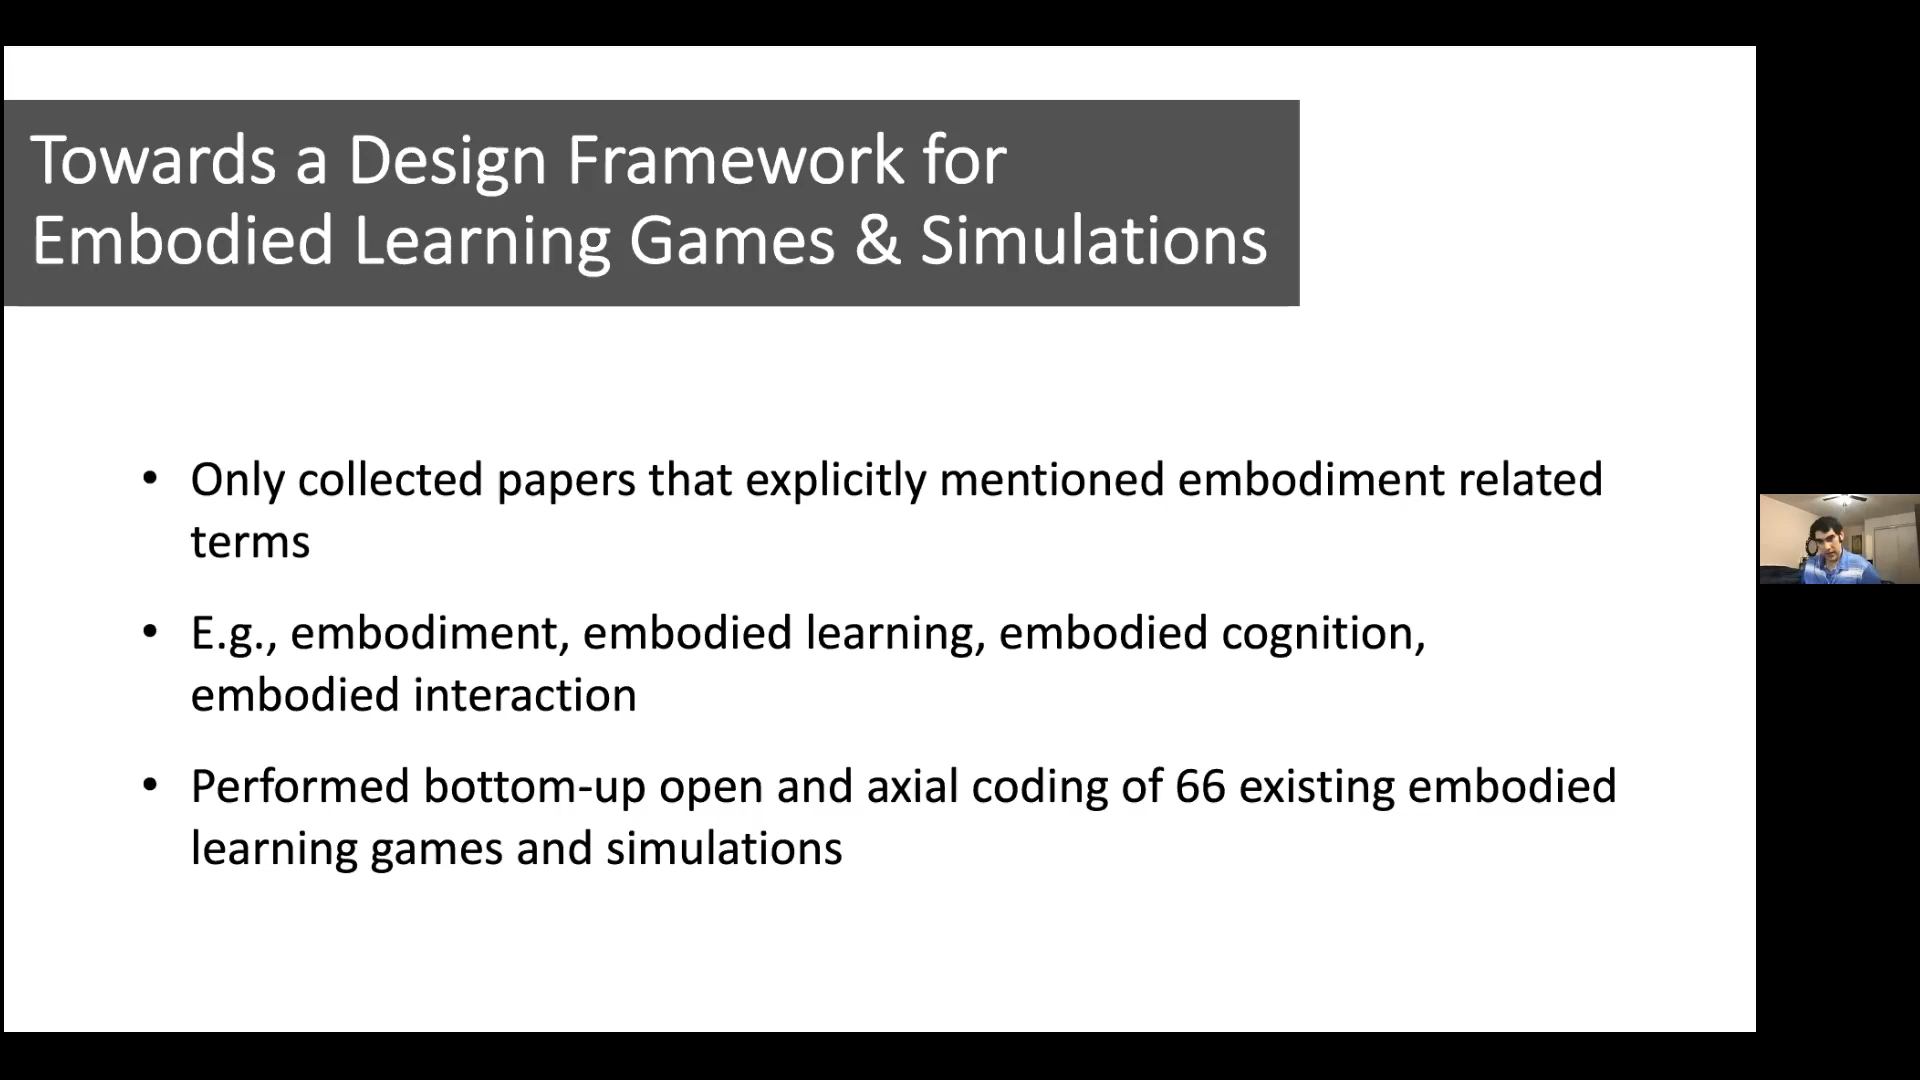 Towards a Design Framework for
Embodied Learning Games & Simulations
• Only collected papers that explicitly mentioned embodiment related
terms
• E.g., embodiment, embodied learning, embodied cognition,
embodied interaction
• Performed bottom-up open and axial coding of 66 existing embodied
learning games and simulations